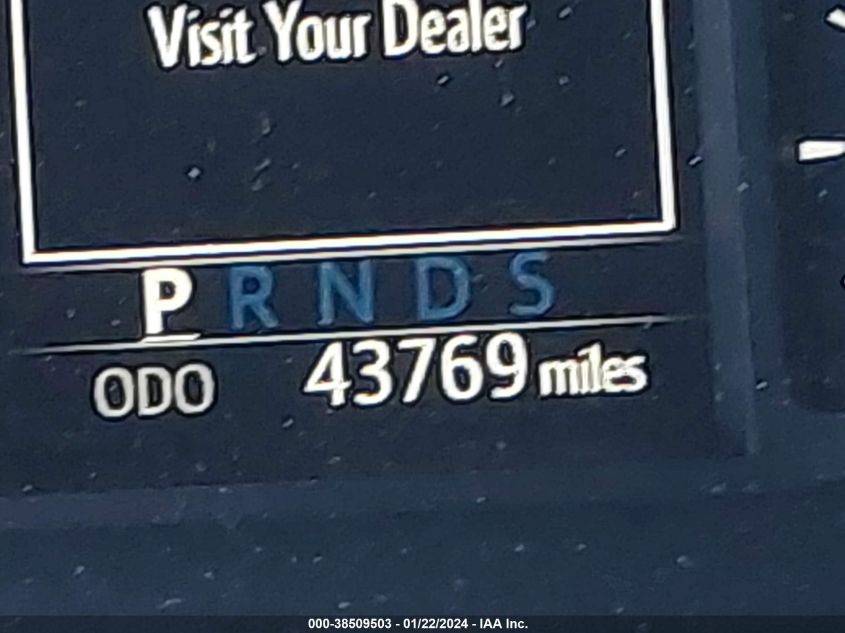 Visit Your Dealer
P R N D S
ODO 43769 miles
000-38509503 - 01/22/2024 - IAA Inc.